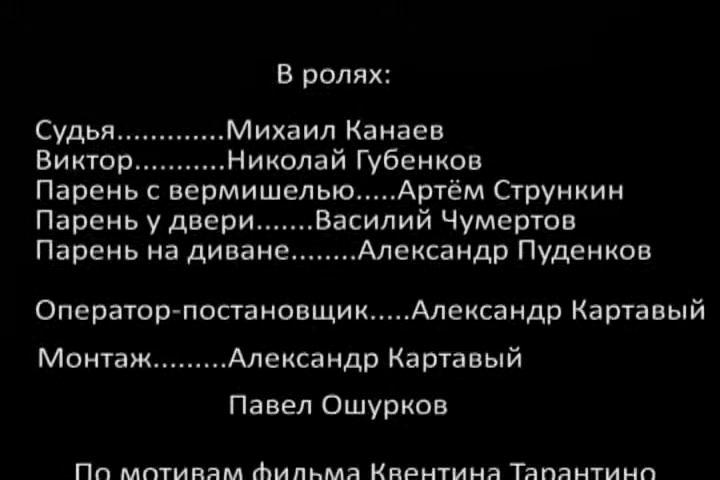 В ролях:
Судья.............Михаил Канаев
Виктор...........Николай Губенков
Парень с вермишелью.....Артём Стрункин
Парень у двери.......Василий Чумертов
Парень на диване........Александр Пуденков
Оператор-постановщик.....Александр Картавый
Монтаж.........Александр Картавый
Павел Ошурков
По мотивам фильма Квентина Тарантино